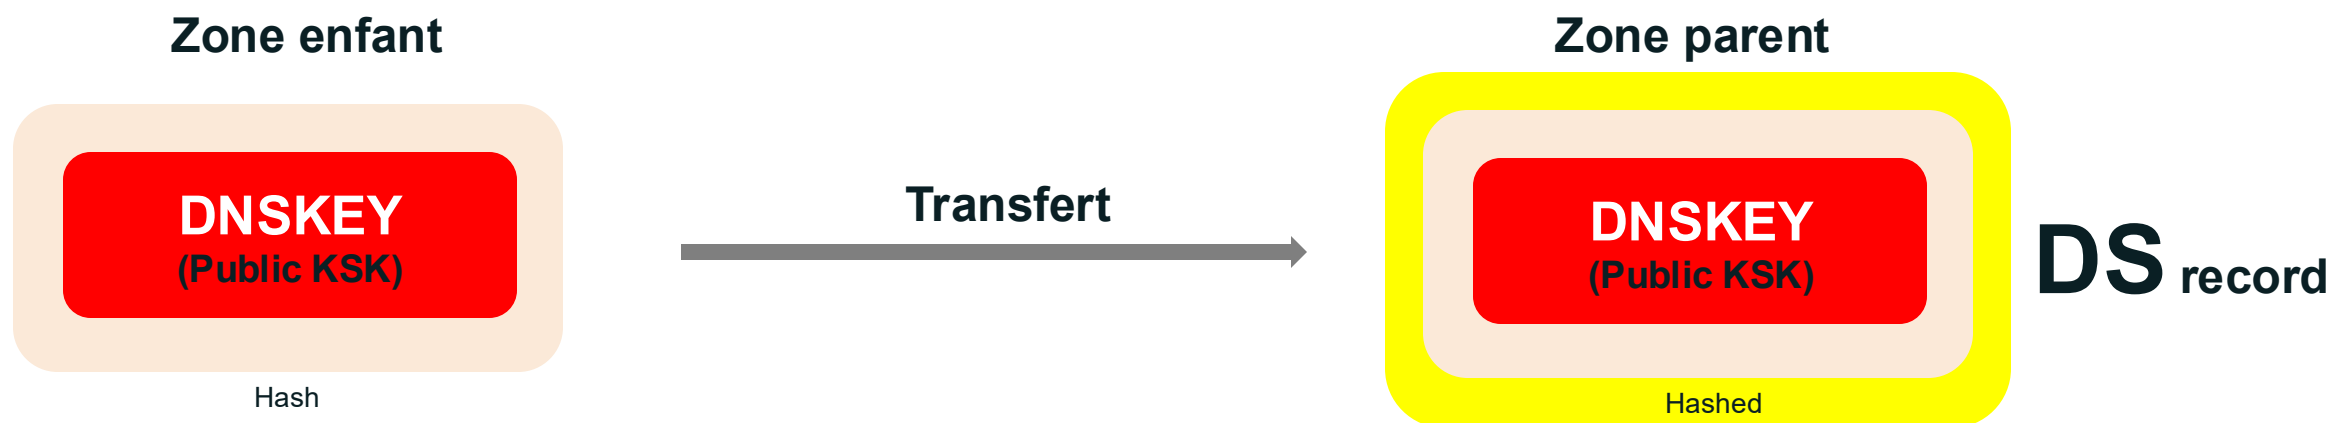 Zone enfant
DNSKEY
(Public KSK)
Hash
Transfert
Zone parent
DNSKEY
(Public KSK)
Hashed
DS record